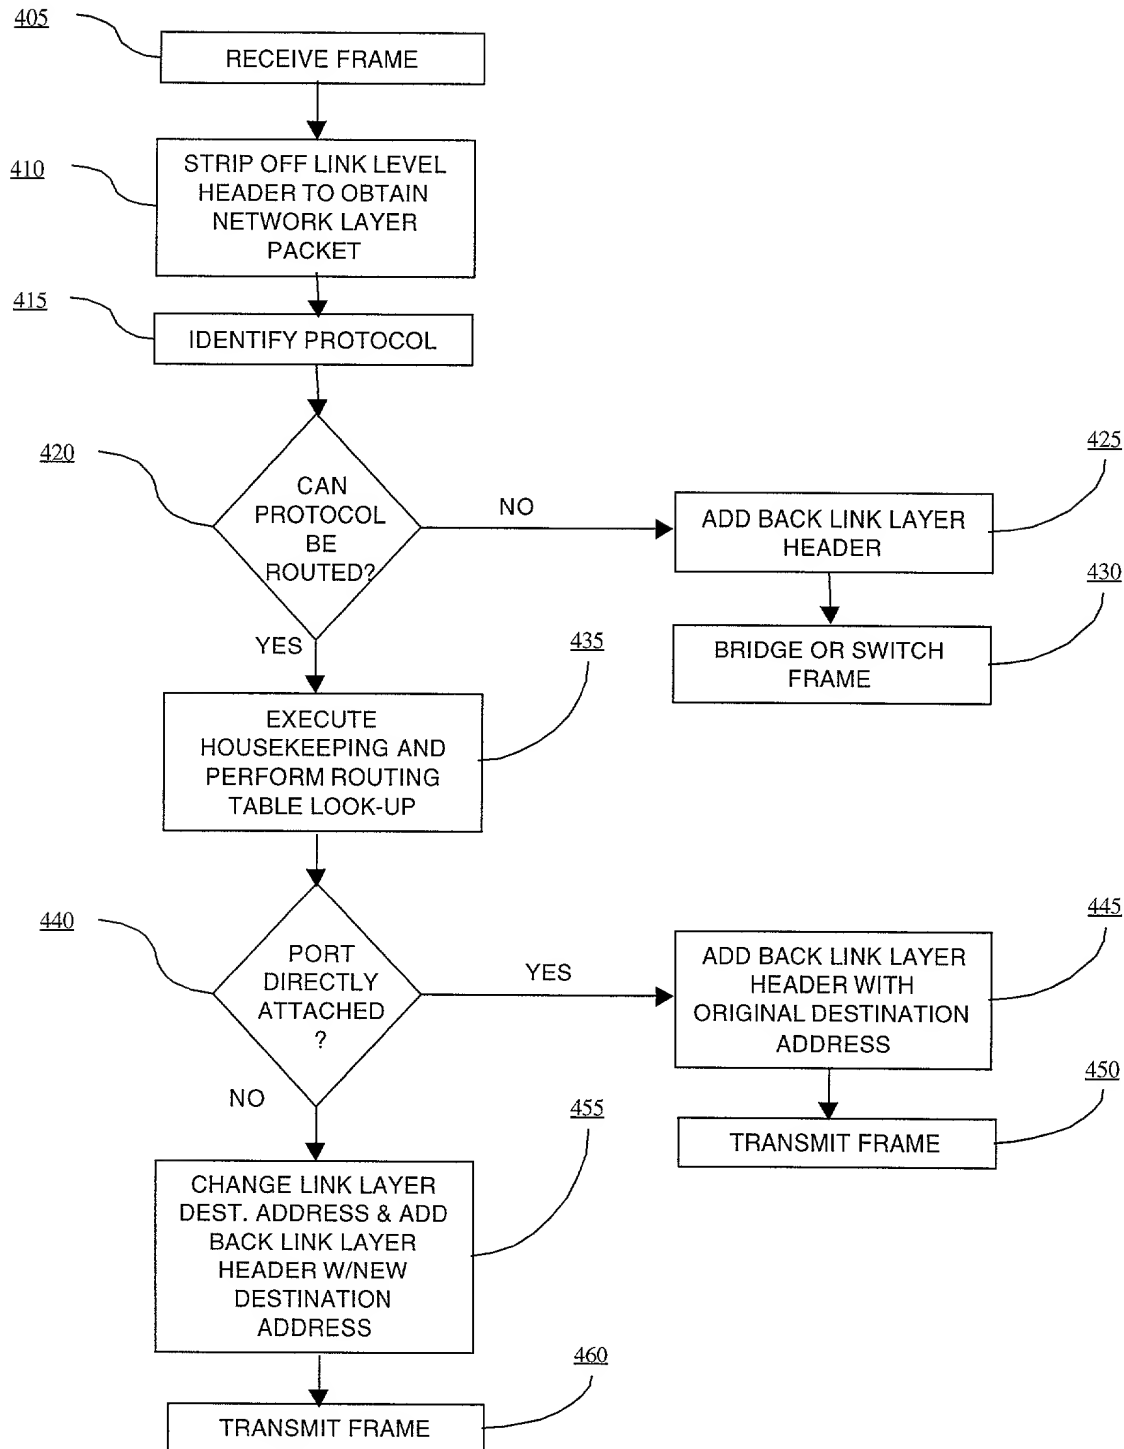 405
RECEIVE FRAME
410
STRIP OFF LINK LEVEL
HEADER TO OBTAIN
NETWORK LAYER
PACKET
415
IDENTIFY PROTOCOL
420
CAN
PROTOCOL
BE
ROUTED?
NO
425
ADD BACK LINK LAYER
HEADER
430
BRIDGE OR SWITCH
FRAME
YES
435
EXECUTE
HOUSEKEEPING AND
PERFORM ROUTING
TABLE LOOK-UP
440
PORT
DIRECTLY
ATTACHED
?
YES
445
ADD BACK LINK LAYER
HEADER WITH
ORIGINAL DESTINATION
ADDRESS
450
TRANSMIT FRAME
NO
455
CHANGE LINK LAYER
DEST. ADDRESS & ADD
BACK LINK LAYER
HEADER W/NEW
DESTINATION
ADDRESS
460
TRANSMIT FRAME